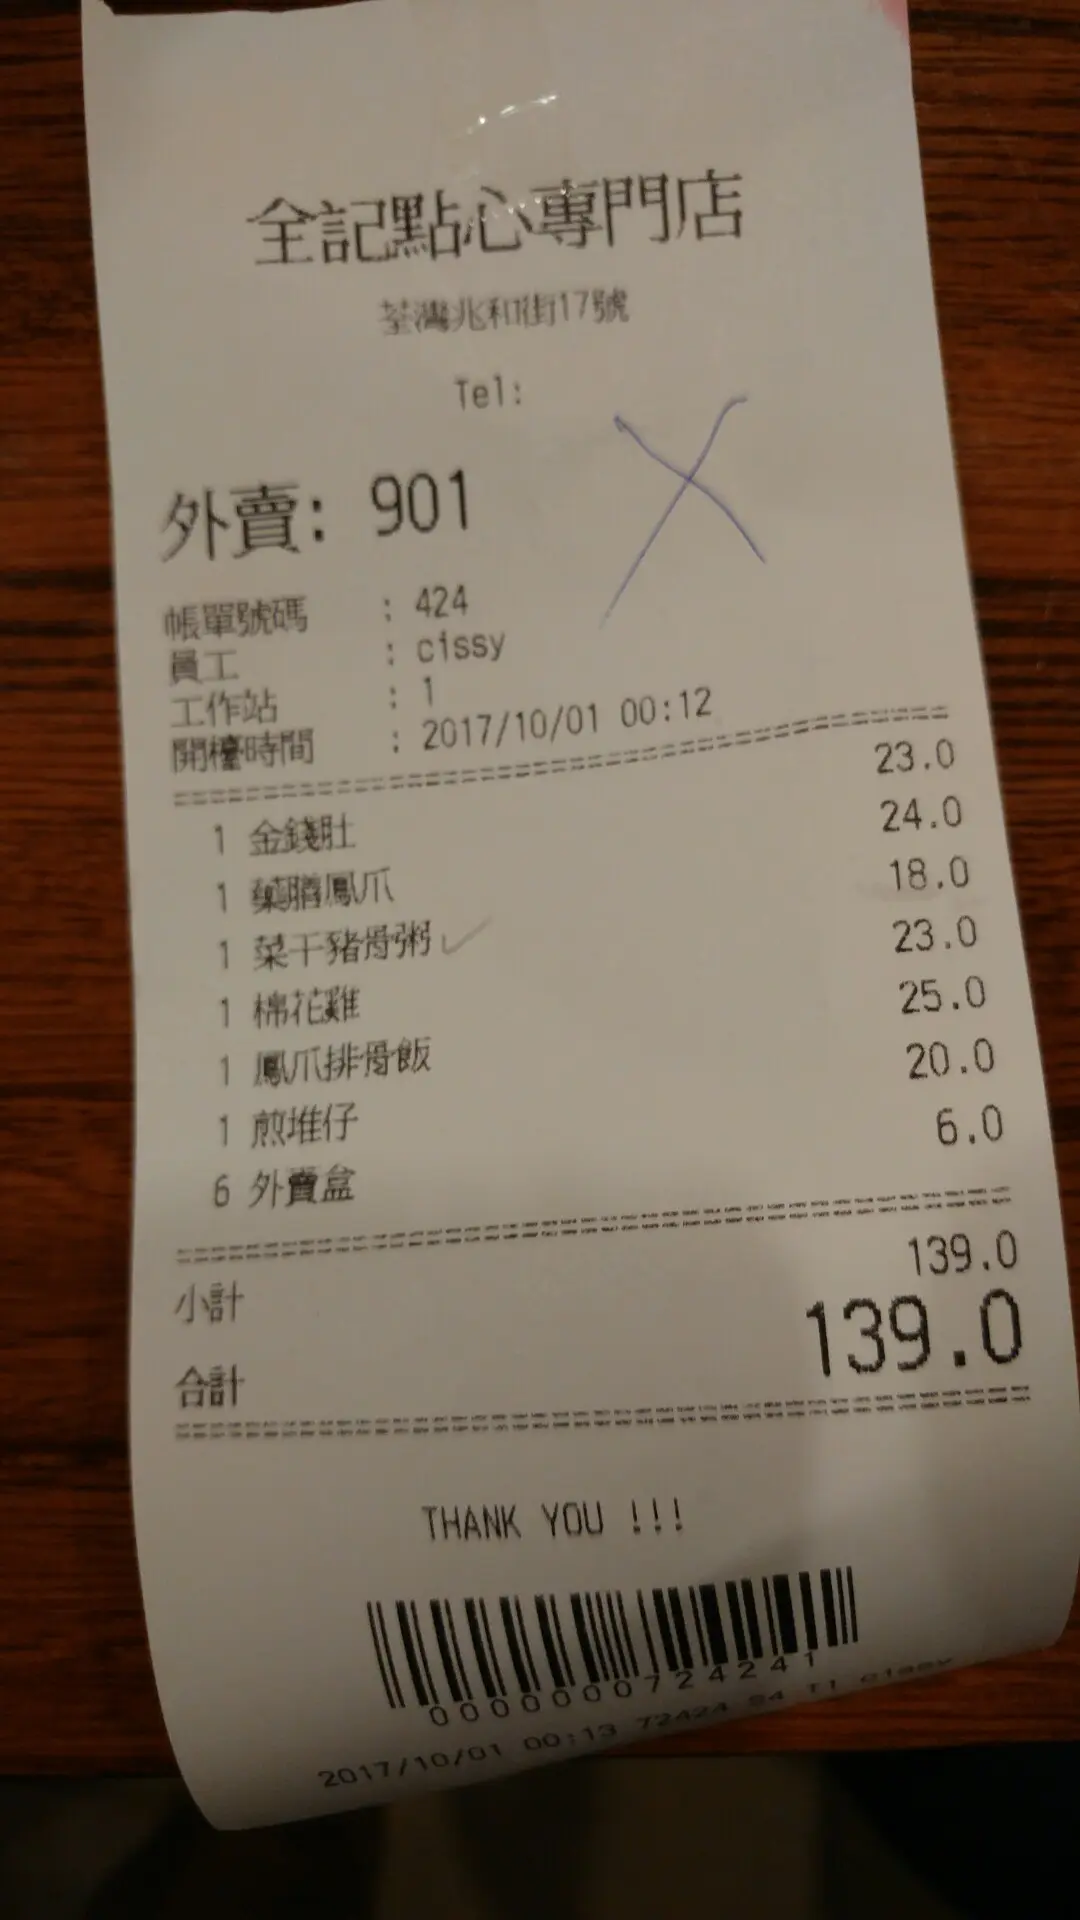 全記點心專門店
荃灣兆和街17號
Tel:
外賣: 901
帳單號碼 : 424
員工 : cissy
工作站 : 1
開檯時間 : 2017/10/01 00:12
1 金錢肚 23.0
1 藥膳鳳爪 24.0
1 菜干豬骨粥 18.0
1 棉花雞 23.0
1 鳳爪排骨飯 25.0
1 煎堆仔 20.0
6 外賣盒 6.0
小計 139.0
合計 139.0
THANK YOU !!!
0000000724241
2017/10/01 00:13 72424 S4 T1 cissy